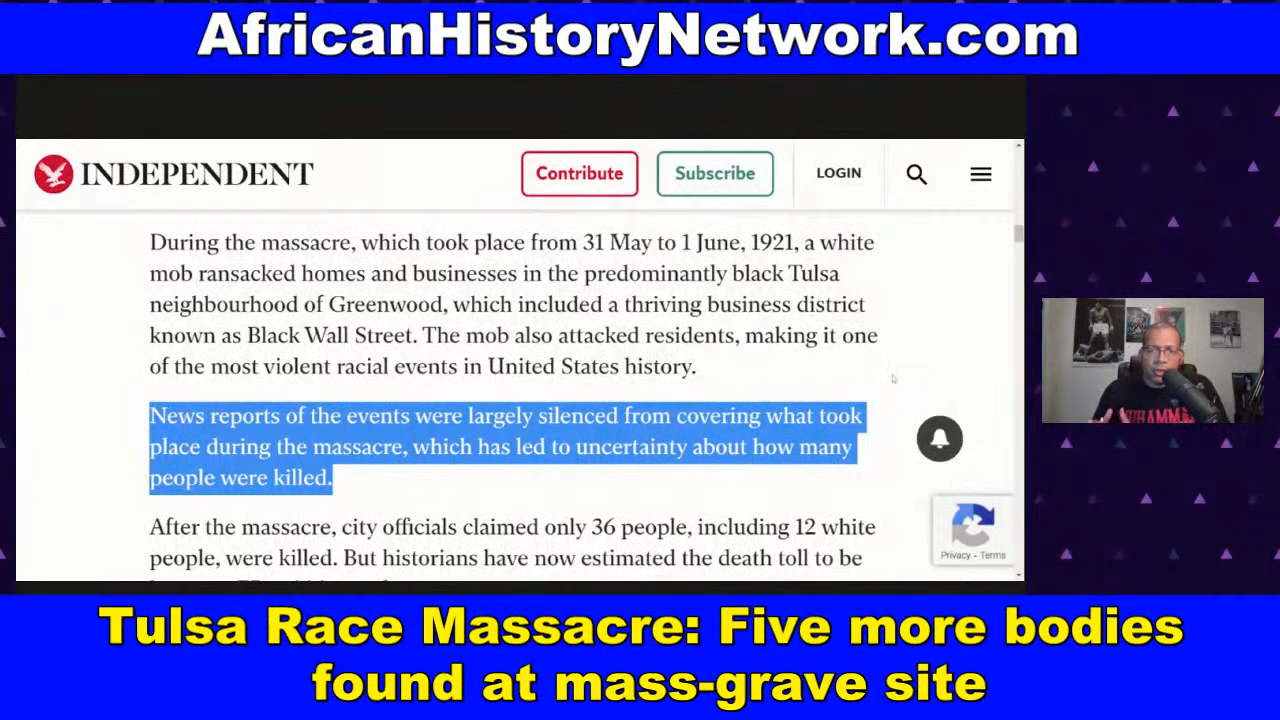 AfricanHistoryNetwork.com
INDEPENDENT
Contribute
Subscribe
LOGIN
During the massacre, which took place from 31 May to 1 June, 1921, a white
mob ransacked homes and businesses in the predominantly black Tulsa
neighbourhood of Greenwood, which included a thriving business district
known as Black Wall Street. The mob also attacked residents, making it one
of the most violent racial events in United States history.
News reports of the events were largely silenced from covering what took
place during the massacre, which has led to uncertainty about how many
people were killed.
After the massacre, city officials claimed only 36 people, including 12 white
people, were killed. But historians have now estimated the death toll to be
Privacy - Terms
Tulsa Race Massacre: Five more bodies
found at mass-grave site